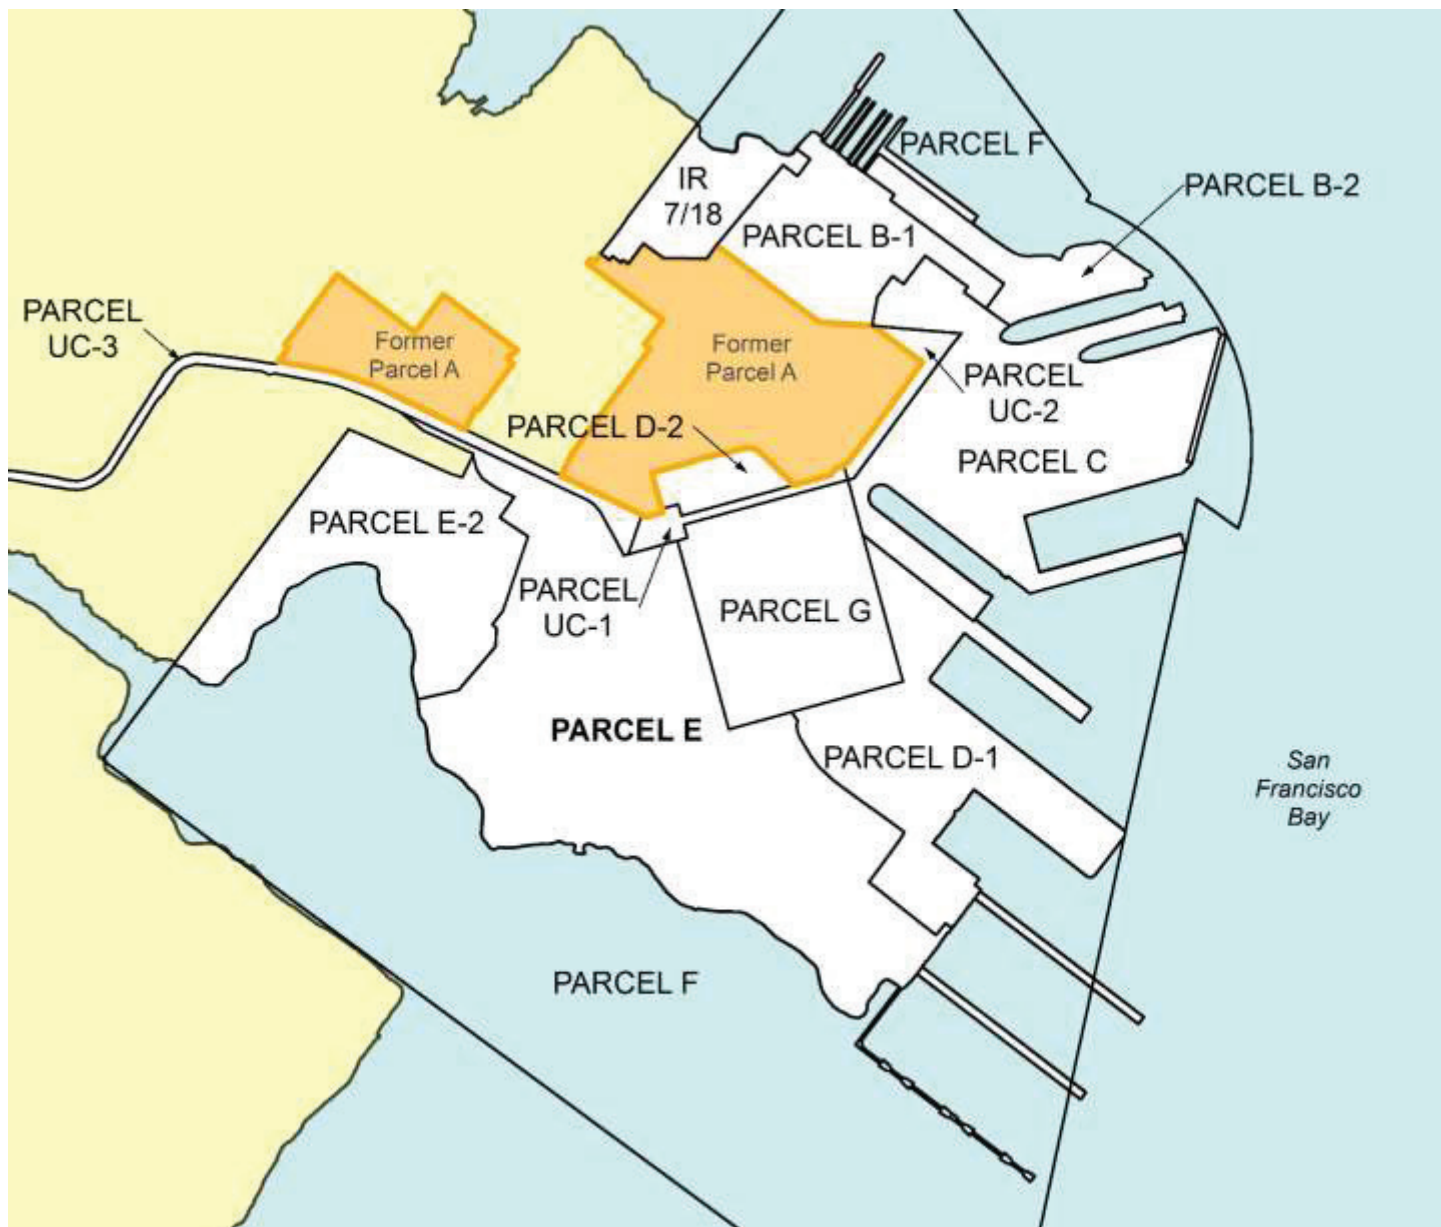 PARCEL F
IR
7/18
PARCEL B-2
PARCEL B-1
PARCEL
UC-3
Former
Parcel A
Former
Parcel A
PARCEL
UC-2
PARCEL D-2
PARCEL C
PARCEL E-2
PARCEL
UC-1
PARCEL G
PARCEL E
PARCEL D-1
San
Francisco
Bay
PARCEL F